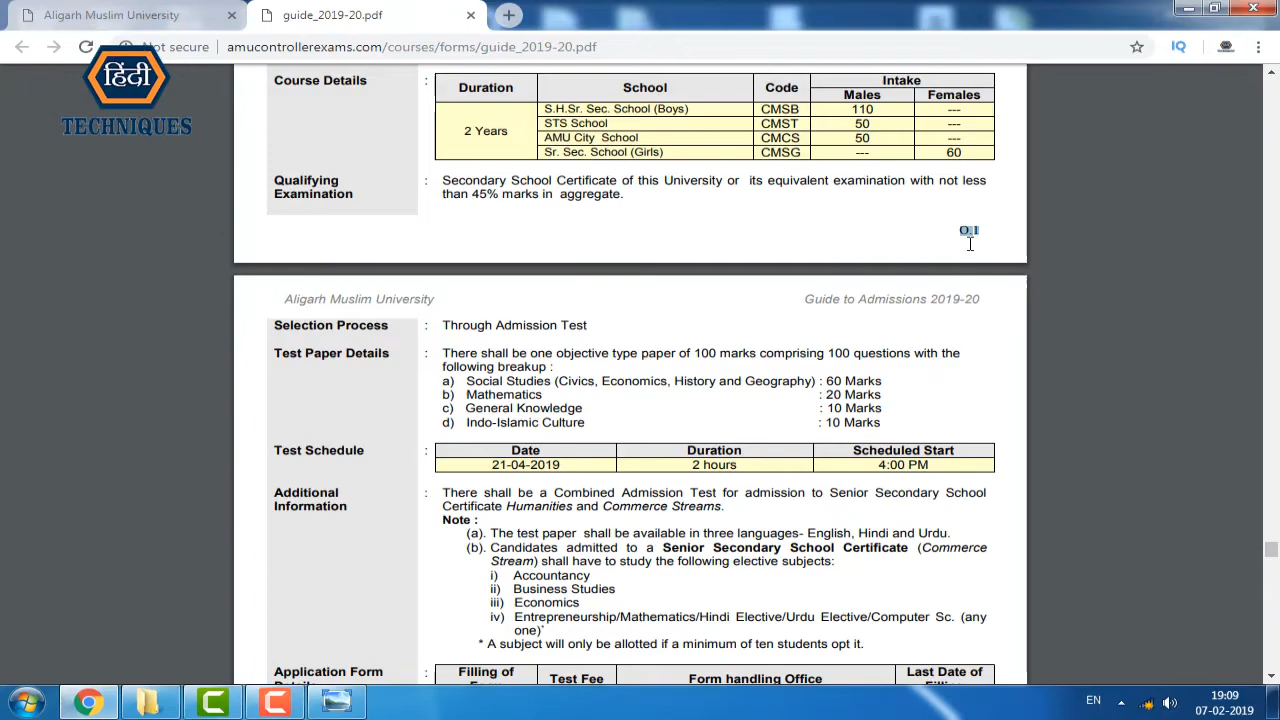 Aligarh Muslim University
guide_2019-20.pdf
Not secure amucontrollerexams.com/courses/forms/guide_2019-20.pdf
IQ
हिंदी
TECHNIQUES
Course Details :
Duration School Code Intake
Males Females
2 Years
S.H.Sr. Sec. School (Boys) CMSB 110 ---
STS School CMST 50 ---
AMU City School CMCS 50 ---
Sr. Sec. School (Girls) CMSG --- 60
Qualifying Examination : Secondary School Certificate of this University or its equivalent examination with not less
than 45% marks in aggregate.
O.1
Aligarh Muslim University Guide to Admissions 2019-20
Selection Process : Through Admission Test
Test Paper Details : There shall be one objective type paper of 100 marks comprising 100 questions with the
following breakup :
a) Social Studies (Civics, Economics, History and Geography) : 60 Marks
b) Mathematics : 20 Marks
c) General Knowledge : 10 Marks
d) Indo-Islamic Culture : 10 Marks
Test Schedule :
Date Duration Scheduled Start
21-04-2019 2 hours 4:00 PM
Additional Information : There shall be a Combined Admission Test for admission to Senior Secondary School
Certificate Humanities and Commerce Streams.
Note :
(a). The test paper shall be available in three languages- English, Hindi and Urdu.
(b). Candidates admitted to a Senior Secondary School Certificate (Commerce
Stream) shall have to study the following elective subjects:
i) Accountancy
ii) Business Studies
iii) Economics
iv) Entrepreneurship/Mathematics/Hindi Elective/Urdu Elective/Computer Sc. (any
one)*
* A subject will only be allotted if a minimum of ten students opt it.
Application Form :
Filling of Test Fee Form handling Office Last Date of
EN
19:09
07-02-2019